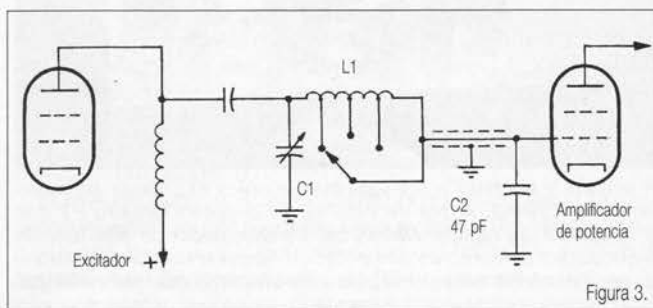 L1
C1
C2
47 pF
Excitador +
Amplificador
de potencia
Figura 3.